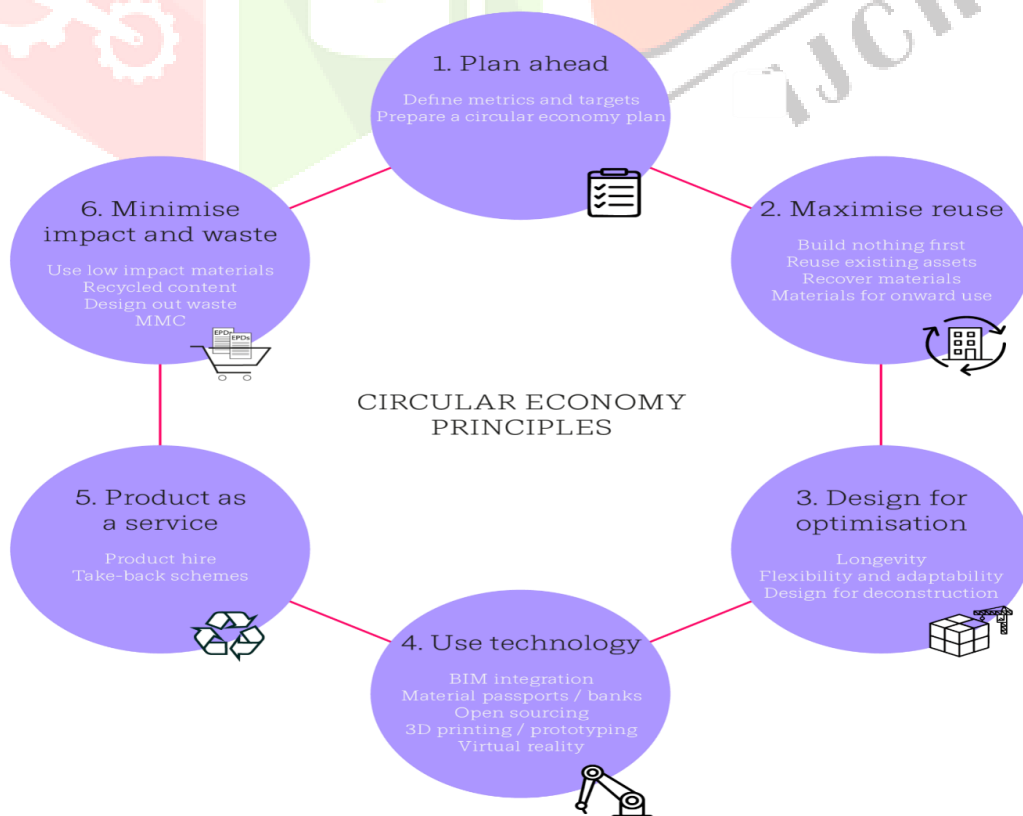 1. Plan ahead
Define metrics and targets
Prepare a circular economy plan
2. Maximise reuse
Build nothing first
Reuse existing assets
Recover materials
Materials for onward use
3. Design for
optimisation
Longevity
Flexibility and adaptability
Design for deconstruction
4. Use technology
BIM integration
Material passports / banks
Open sourcing
3D printing / prototyping
Virtual reality
5. Product as
a service
Product hire
Take-back schemes
6. Minimise
impact and waste
Use low impact materials
Recycled content
Design out waste
MMC
EPDs
EPDs
CIRCULAR ECONOMY
PRINCIPLES